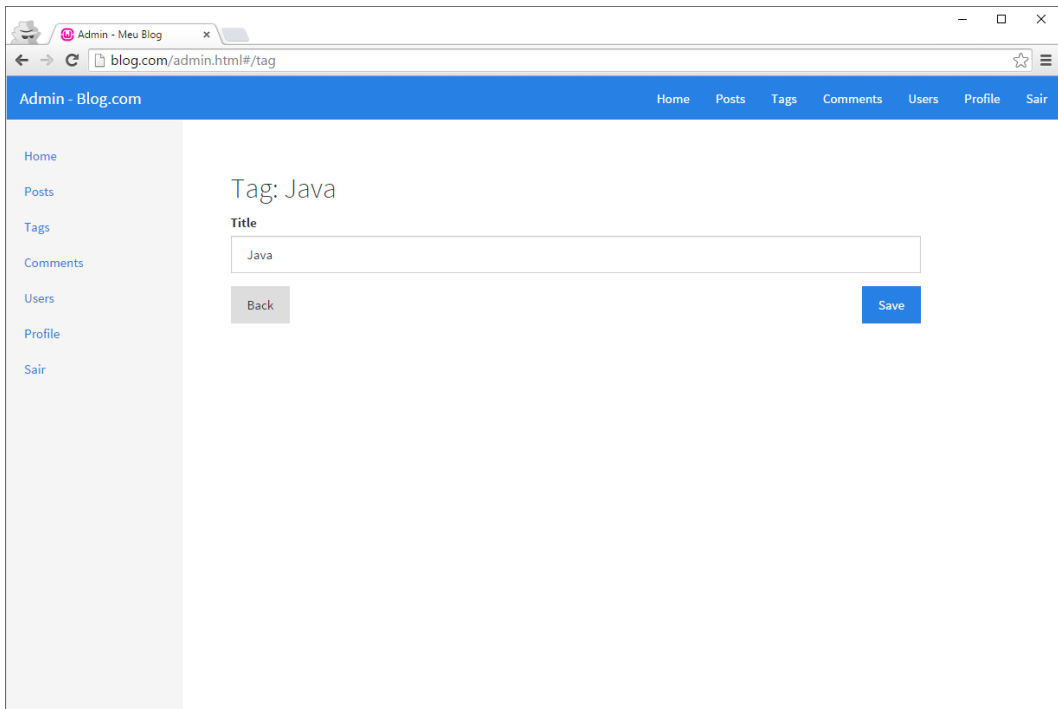 Admin - Meu Blog
blog.com/admin.html#/tag
Admin - Blog.com Home Posts Tags Comments Users Profile Sair
Home
Posts
Tags
Comments
Users
Profile
Sair
Tag: Java
Title
Java
Back Save